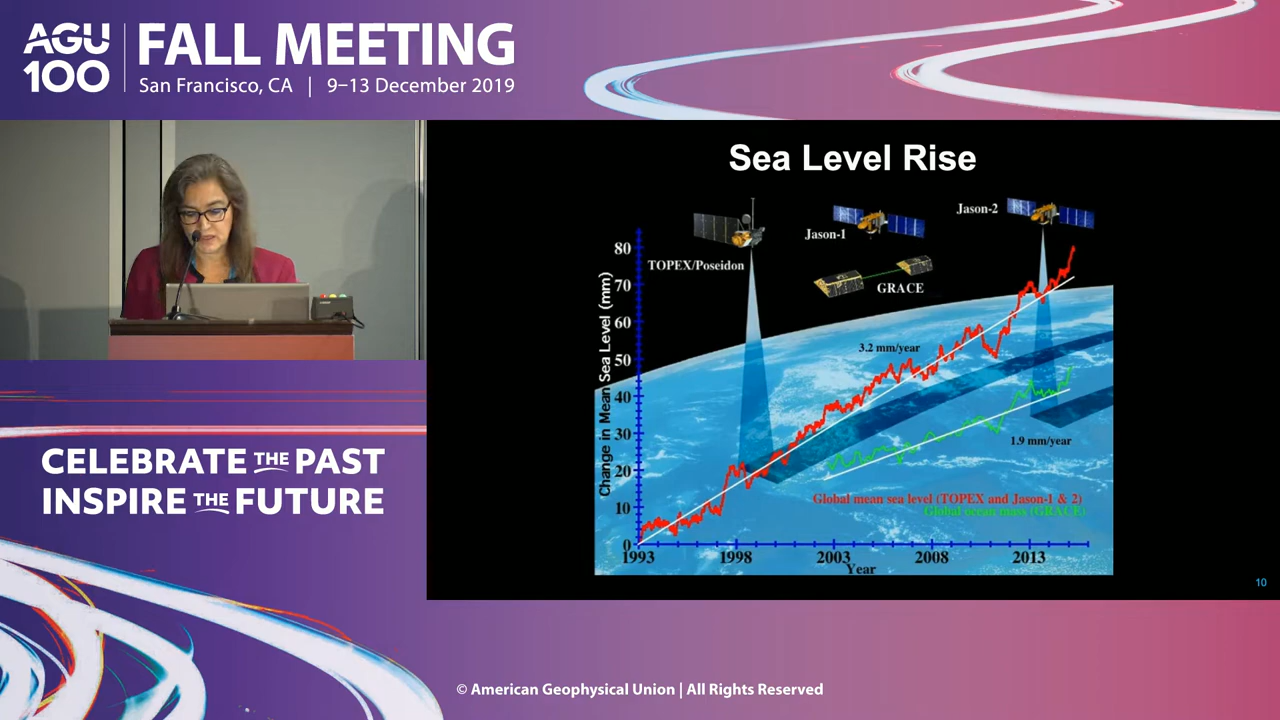 AGU
100
FALL MEETING
San Francisco, CA | 9–13 December 2019
CELEBRATE THE PAST
INSPIRE THE FUTURE
Sea Level Rise
TOPEX/Poseidon
Jason-1
GRACE
Jason-2
Change in Mean Sea Level (mm)
80
70
60
50
40
30
20
10
0
3.2 mm/year
1.9 mm/year
Global mean sea level (TOPEX and Jason-1 & 2)
Global ocean mass (GRACE)
1993
1998
2003
2008
2013
Year
10
© American Geophysical Union | All Rights Reserved